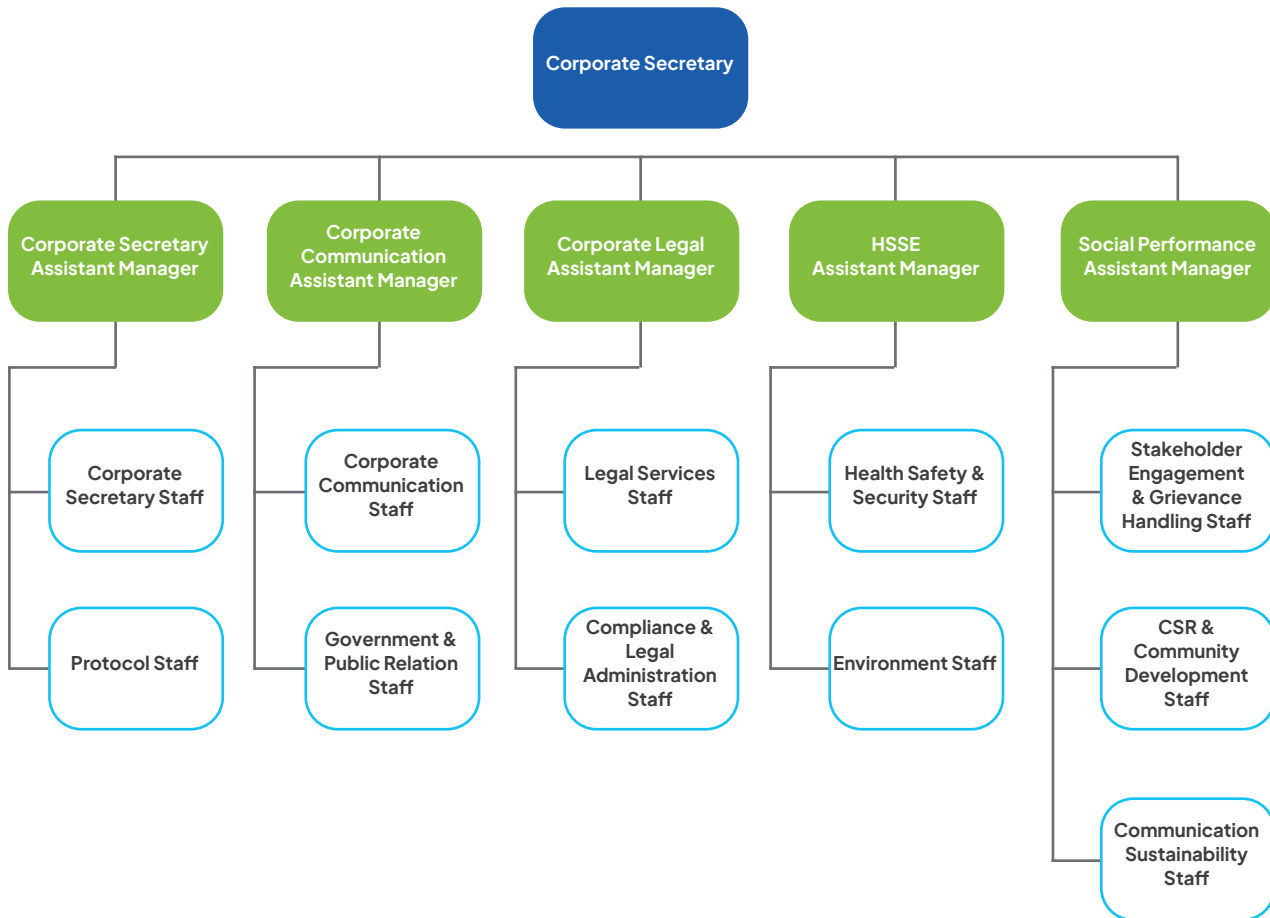 Corporate Secretary
Corporate Secretary
Assistant Manager
Corporate
Communication
Assistant Manager
Corporate Legal
Assistant Manager
HSSE
Assistant Manager
Social Performance
Assistant Manager
Corporate
Secretary Staff
Corporate
Communication
Staff
Legal Services
Staff
Health Safety &
Security Staff
Stakeholder
Engagement
& Grievance
Handling Staff
Protocol Staff
Government &
Public Relation
Staff
Compliance &
Legal
Administration
Staff
Environment Staff
CSR &
Community
Development
Staff
Communication
Sustainability
Staff